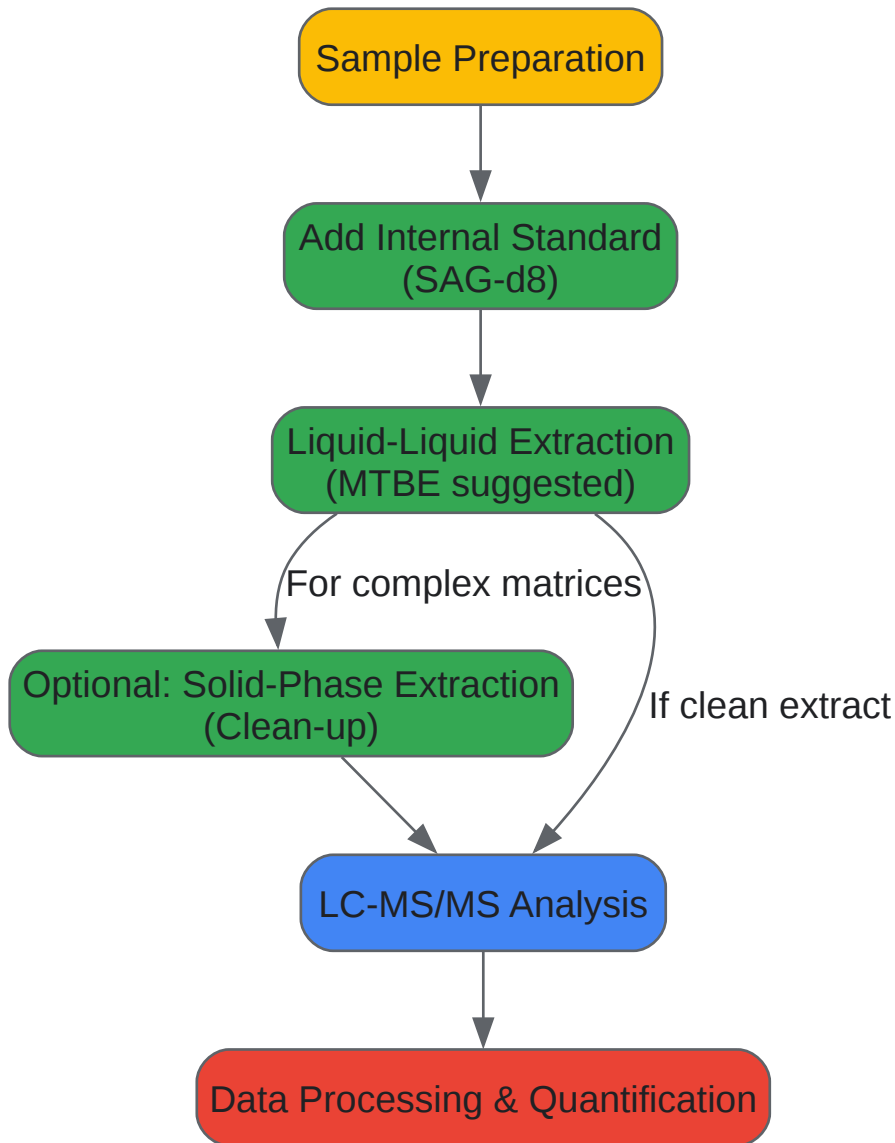 Sample Preparation
Add Internal Standard
(SAG-d8)
Liquid-Liquid Extraction
(MTBE suggested)
For complex matrices
Optional: Solid-Phase Extraction
(Clean-up)
If clean extract
LC-MS/MS Analysis
Data Processing & Quantification